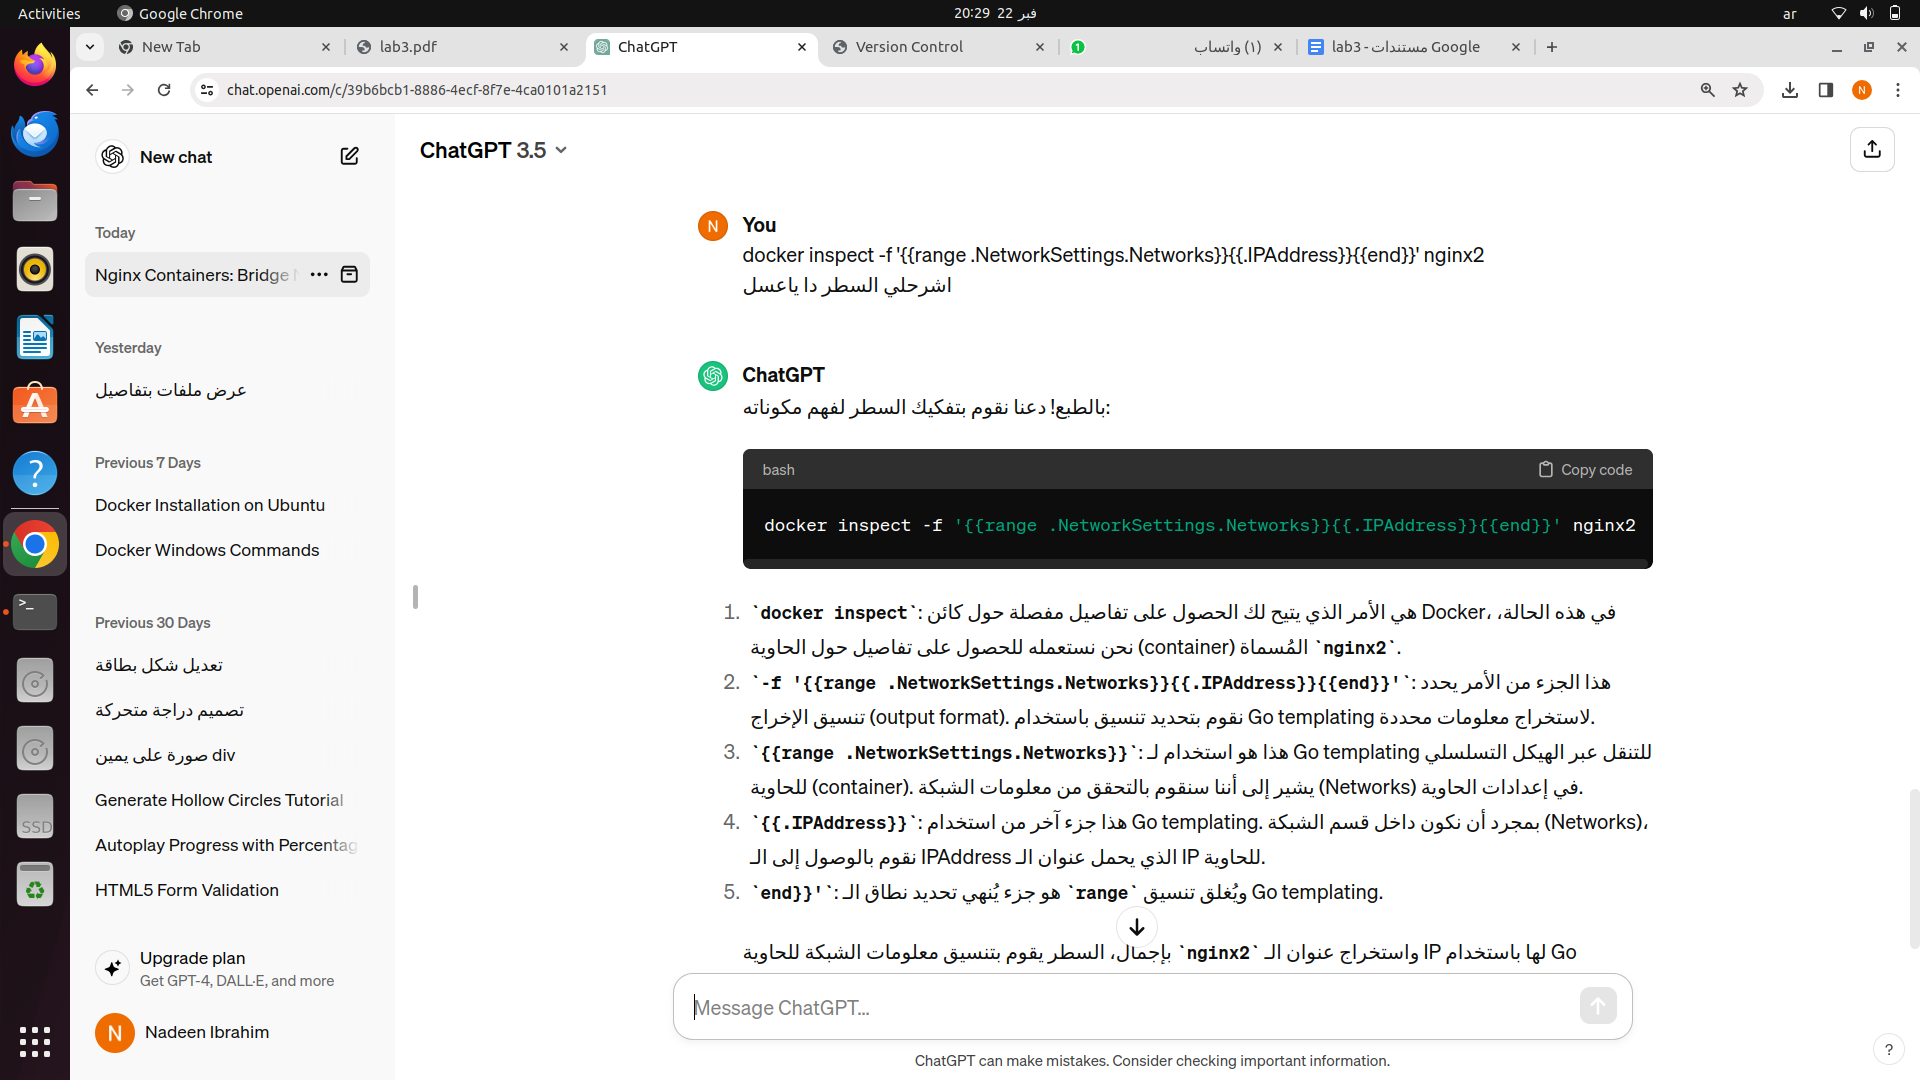 Activities
Google Chrome
20:29 22 فبر
ar
New Tab
lab3.pdf
ChatGPT
Version Control
1
(١) واتساب
lab3 - مستندات Google
chat.openai.com/c/39b6bcb1-8886-4ecf-8f7e-4ca0101a2151
N
New chat
Today
Nginx Containers: Bridge
Yesterday
عرض ملفات بتفاصيل
Previous 7 Days
Docker Installation on Ubuntu
Docker Windows Commands
Previous 30 Days
تعديل شكل بطاقة
تصميم دراجة متحركة
صورة على يمين div
Generate Hollow Circles Tutorial
Autoplay Progress with Percentag
HTML5 Form Validation
Upgrade plan
Get GPT-4, DALL·E, and more
N
Nadeen Ibrahim
SSD
ChatGPT 3.5
N
You
docker inspect -f '{{range .NetworkSettings.Networks}}{{.IPAddress}}{{end}}' nginx2
اشرحلي السطر دا ياعسل
ChatGPT
بالطبع! دعنا نقوم بتفكيك السطر لفهم مكوناته:
bash
Copy code
docker inspect -f '{{range .NetworkSettings.Networks}}{{.IPAddress}}{{end}}' nginx2
1. `docker inspect`: هي الأمر الذي يتيح لك الحصول على تفاصيل مفصلة حول كائن Docker، في هذه الحالة،
نحن نستعمله للحصول على تفاصيل حول الحاوية (container) المُسماة `nginx2`.
2. `-f '{{range .NetworkSettings.Networks}}{{.IPAddress}}{{end}}'`: هذا الجزء من الأمر يحدد
تنسيق الإخراج (output format). نقوم بتحديد تنسيق باستخدام Go templating لاستخراج معلومات محددة.
3. `{{range .NetworkSettings.Networks}}`: هذا هو استخدام لـ Go templating للتنقل عبر الهيكل التسلسلي
للحاوية (container). يشير إلى أننا سنقوم بالتحقق من معلومات الشبكة (Networks) في إعدادات الحاوية.
4. `{{.IPAddress}}`: هذا جزء آخر من استخدام Go templating. بمجرد أن نكون داخل قسم الشبكة (Networks)،
نقوم بالوصول إلى الـ IPAddress الذي يحمل عنوان الـ IP للحاوية.
5. `end}}'`: هو جزء يُنهي تحديد نطاق الـ `range` ويُغلق تنسيق Go templating.
بإجمال، السطر يقوم بتنسيق معلومات الشبكة للحاوية `nginx2` واستخراج عنوان الـ IP لها باستخدام Go
Message ChatGPT...
ChatGPT can make mistakes. Consider checking important information.
?